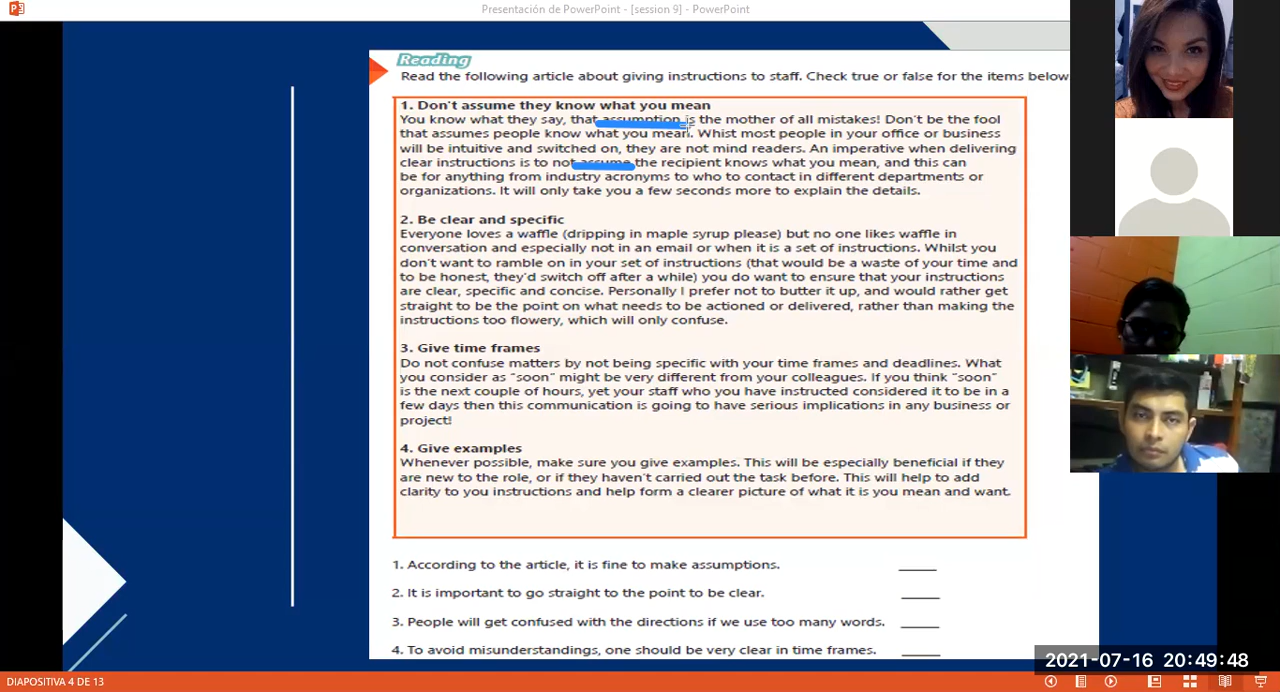 Presentación de PowerPoint - [session 9] - PowerPoint
Reading
Read the following article about giving instructions to staff. Check true or false for the items below
1. Don't assume they know what you mean
You know what they say, that assumption is the mother of all mistakes! Don't be the fool
that assumes people know what you mean. Whist most people in your office or business
will be intuitive and switched on, they are not mind readers. An imperative when delivering
clear instructions is to not assume the recipient knows what you mean, and this can
be for anything from industry acronyms to who to contact in different departments or
organizations. It will only take you a few seconds more to explain the details.
2. Be clear and specific
Everyone loves a waffle (dripping in maple syrup please) but no one likes waffle in
conversation and especially not in an email or when it is a set of instructions. Whilst you
don't want to ramble on in your set of instructions (that would be a waste of your time and
to be honest, they'd switch off after a while) you do want to ensure that your instructions
are clear, specific and concise. Personally I prefer not to butter it up, and would rather get
straight to be the point on what needs to be actioned or delivered, rather than making the
instructions too flowery, which will only confuse.
3. Give time frames
Do not confuse matters by not being specific with your time frames and deadlines. What
you consider as "soon" might be very different from your colleagues. If you think "soon"
is the next couple of hours, yet your staff who you have instructed considered it to be in a
few days then this communication is going to have serious implications in any business or
project!
4. Give examples
Whenever possible, make sure you give examples. This will be especially beneficial if they
are new to the role, or if they haven't carried out the task before. This will help to add
clarity to you instructions and help form a clearer picture of what it is you mean and want.
1. According to the article, it is fine to make assumptions. ____
2. It is important to go straight to the point to be clear. ____
3. People will get confused with the directions if we use too many words. ____
4. To avoid misunderstandings, one should be very clear in time frames. ____
2021-07-16 20:49:48
DIAPOSITIVA 4 DE 13